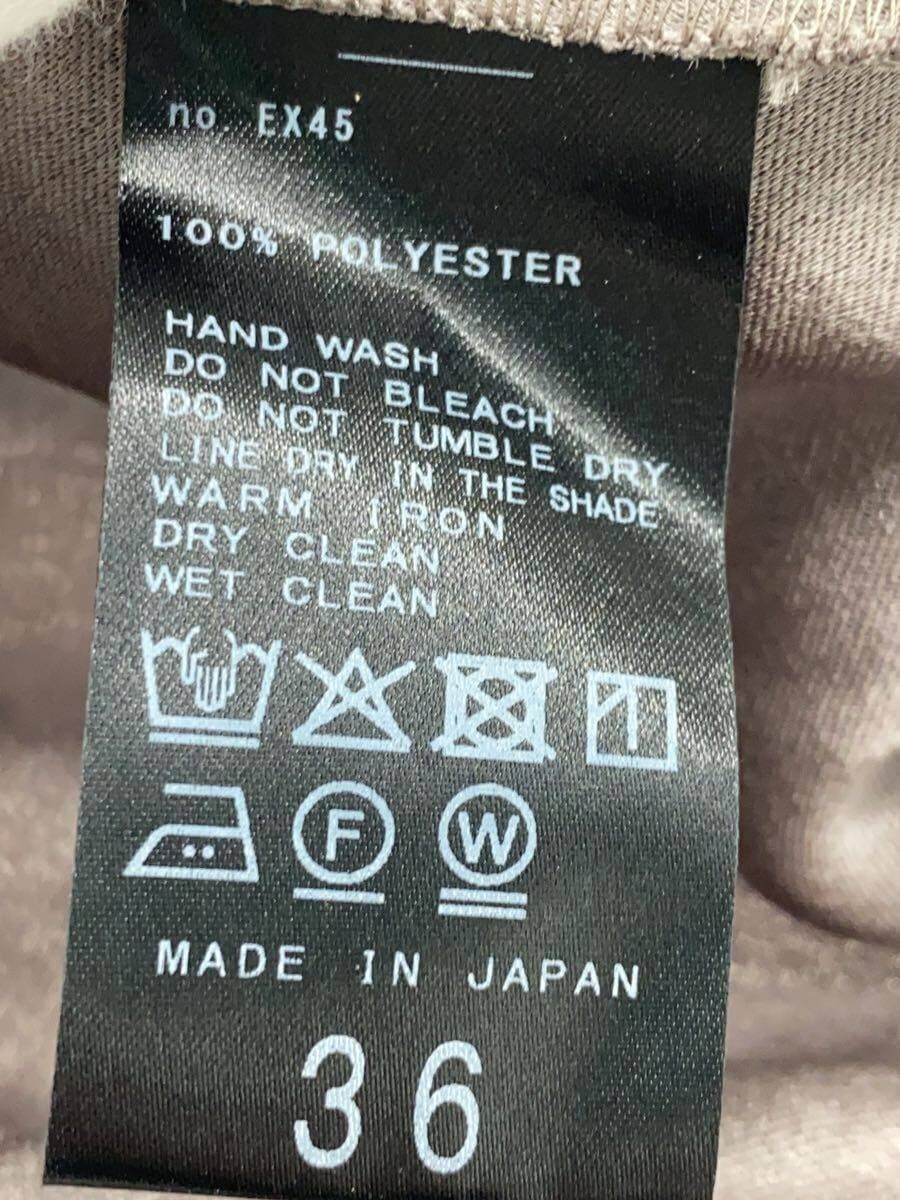 no. EX45
100% POLYESTER
HAND WASH
DO NOT BLEACH
DO NOT TUMBLE DRY
LINE DRY IN THE SHADE
WARM IRON
DRY CLEAN
WET CLEAN
F W
MADE IN JAPAN
36